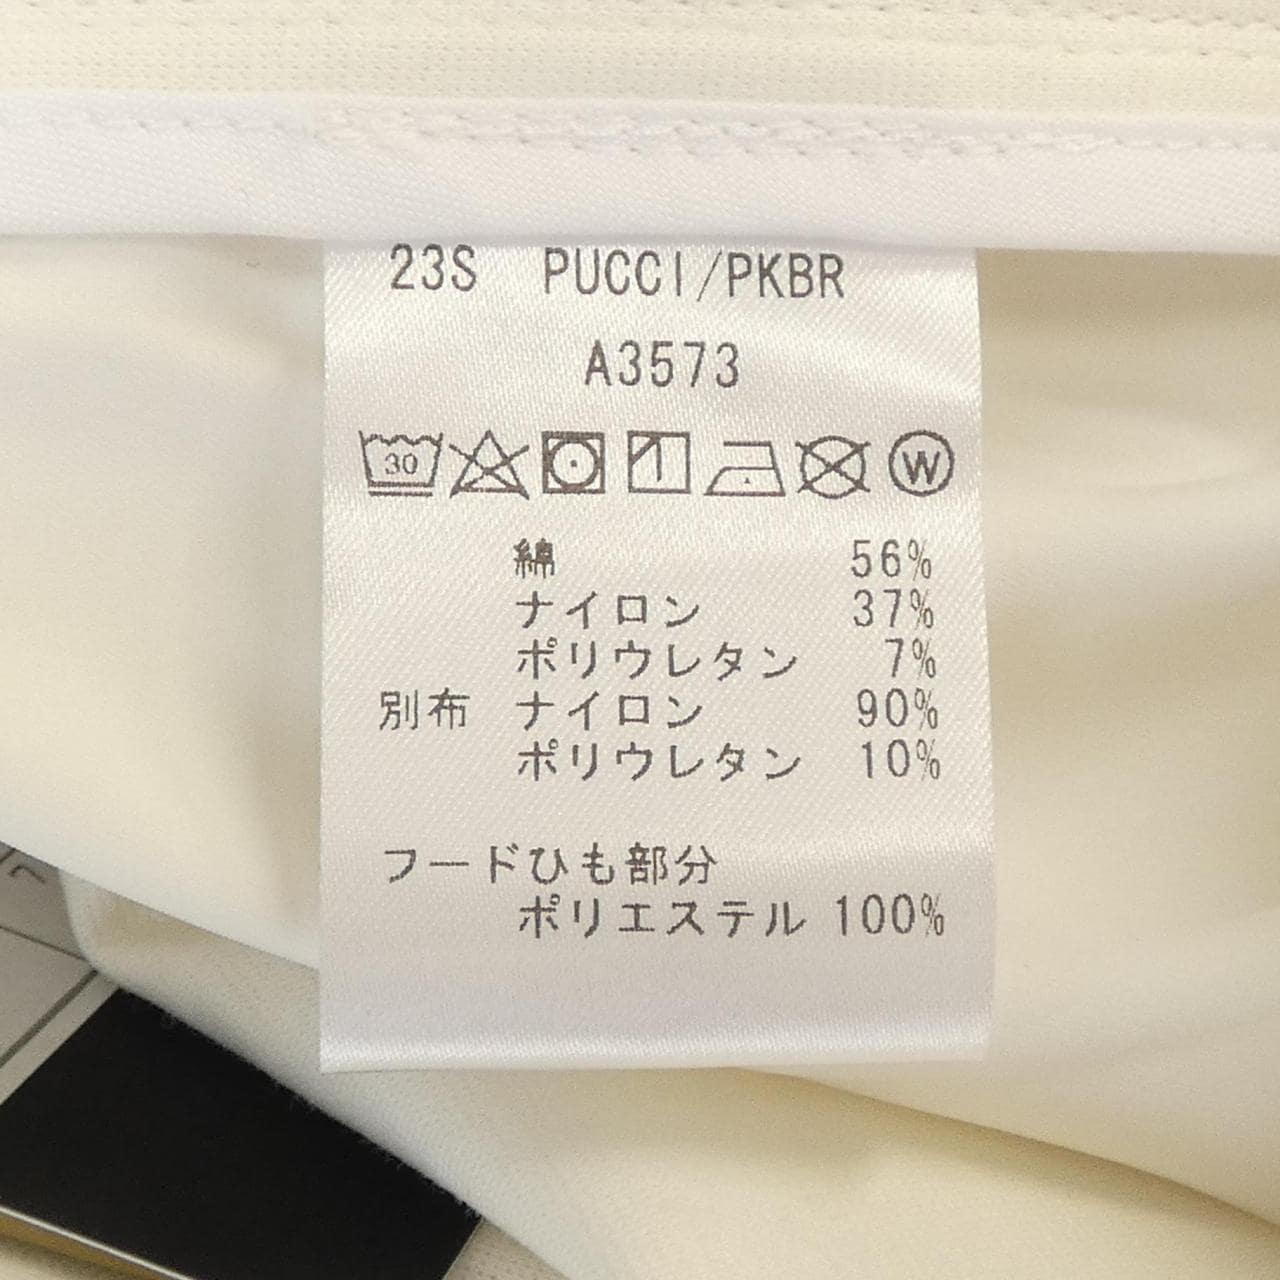 23S PUCCI/PKBR
A3573
30 W
綿 56%
ナイロン 37%
ポリウレタン 7%
別布 ナイロン 90%
ポリウレタン 10%
フードひも部分
ポリエステル 100%